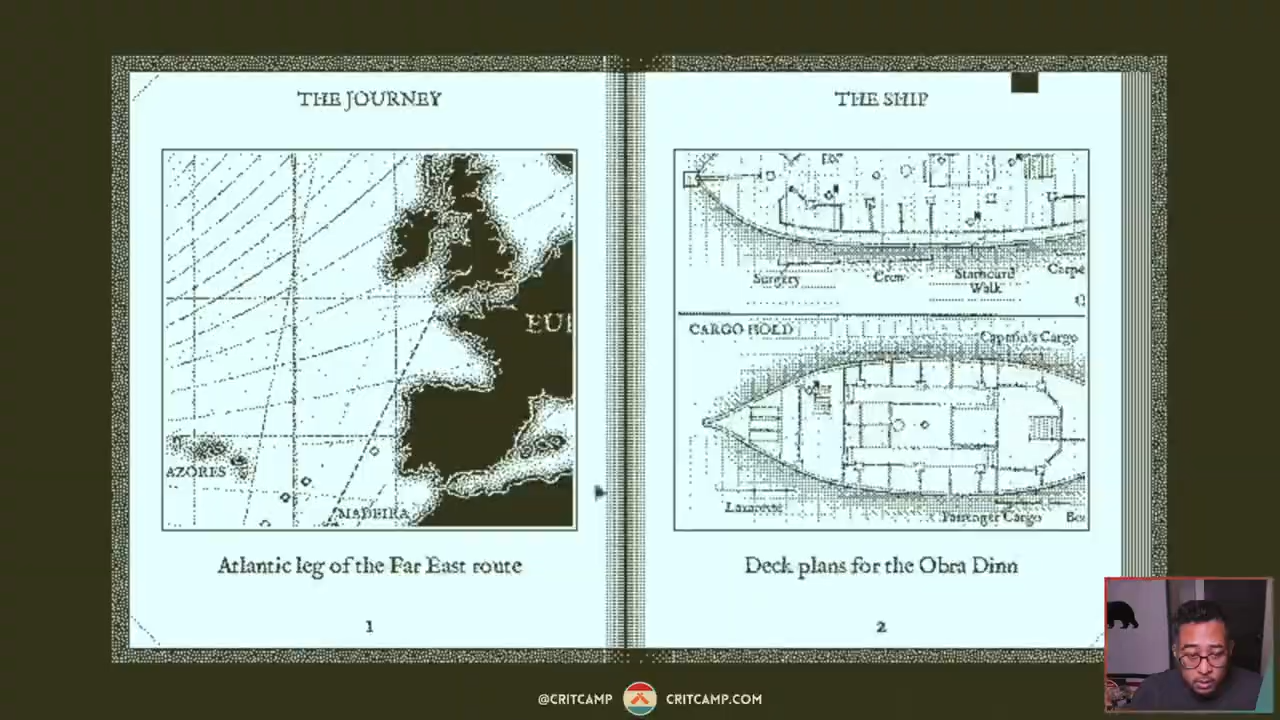 THE JOURNEY
EU
AZORES
MADEIRA
Atlantic leg of the Far East route
1
THE SHIP
Surgery
Crew
Starboard
Walk
CARGO HOLD
Captain's Cargo
Lazarette
Passenger Cargo
Deck plans for the Obra Dinn
2
@CRITCAMP
CRITCAMP.COM